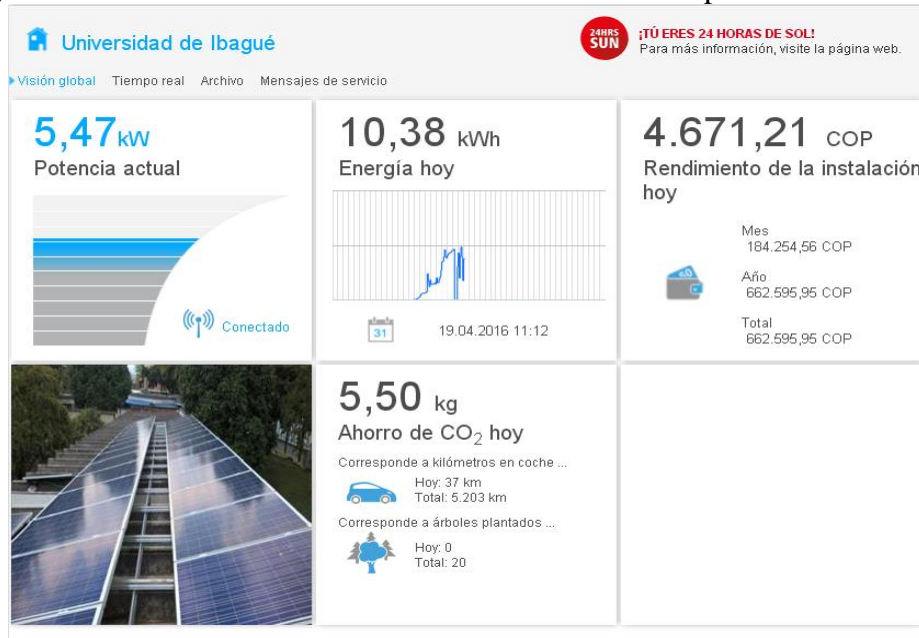 Universidad de Ibagué
24HRS
SUN
¡TÚ ERES 24 HORAS DE SOL!
Para más información, visite la página web.
Visión global Tiempo real Archivo Mensajes de servicio
5,47 kW
Potencia actual
Conectado
10,38 kWh
Energía hoy
31
19.04.2016 11:12
4.671,21 COP
Rendimiento de la instalación
hoy
Mes
184.254,56 COP
Año
662.595,95 COP
Total
662.595,95 COP
5,50 kg
Ahorro de CO2 hoy
Corresponde a kilómetros en coche ...
Hoy: 37 km
Total: 5.203 km
Corresponde a árboles plantados ...
Hoy: 0
Total: 20